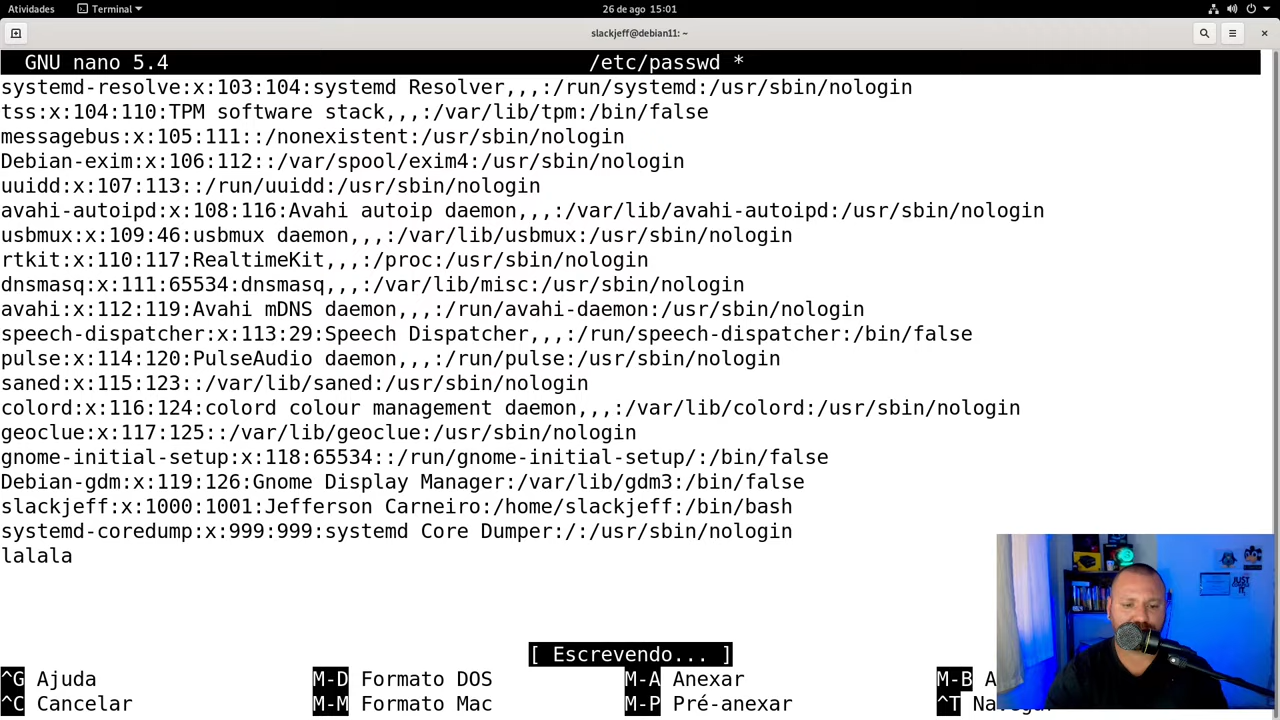 Atividades Terminal 26 de ago 15:01
slackjeff@debian11: ~
GNU nano 5.4 /etc/passwd *
systemd-resolve:x:103:104:systemd Resolver,,,:/run/systemd:/usr/sbin/nologin
tss:x:104:110:TPM software stack,,,:/var/lib/tpm:/bin/false
messagebus:x:105:111::/nonexistent:/usr/sbin/nologin
Debian-exim:x:106:112::/var/spool/exim4:/usr/sbin/nologin
uuidd:x:107:113::/run/uuidd:/usr/sbin/nologin
avahi-autoipd:x:108:116:Avahi autoip daemon,,,:/var/lib/avahi-autoipd:/usr/sbin/nologin
usbmux:x:109:46:usbmux daemon,,,:/var/lib/usbmux:/usr/sbin/nologin
rtkit:x:110:117:RealtimeKit,,,:/proc:/usr/sbin/nologin
dnsmasq:x:111:65534:dnsmasq,,,:/var/lib/misc:/usr/sbin/nologin
avahi:x:112:119:Avahi mDNS daemon,,,:/run/avahi-daemon:/usr/sbin/nologin
speech-dispatcher:x:113:29:Speech Dispatcher,,,:/run/speech-dispatcher:/bin/false
pulse:x:114:120:PulseAudio daemon,,,:/run/pulse:/usr/sbin/nologin
saned:x:115:123::/var/lib/saned:/usr/sbin/nologin
colord:x:116:124:colord colour management daemon,,,:/var/lib/colord:/usr/sbin/nologin
geoclue:x:117:125::/var/lib/geoclue:/usr/sbin/nologin
gnome-initial-setup:x:118:65534::/run/gnome-initial-setup/:/bin/false
Debian-gdm:x:119:126:Gnome Display Manager:/var/lib/gdm3:/bin/false
slackjeff:x:1000:1001:Jefferson Carneiro:/home/slackjeff:/bin/bash
systemd-coredump:x:999:999:systemd Core Dumper:/:/usr/sbin/nologin
lalala
[ Escrevendo... ]
^G Ajuda M-D Formato DOS M-A Anexar M-B
^C Cancelar M-M Formato Mac M-P Pré-anexar ^T